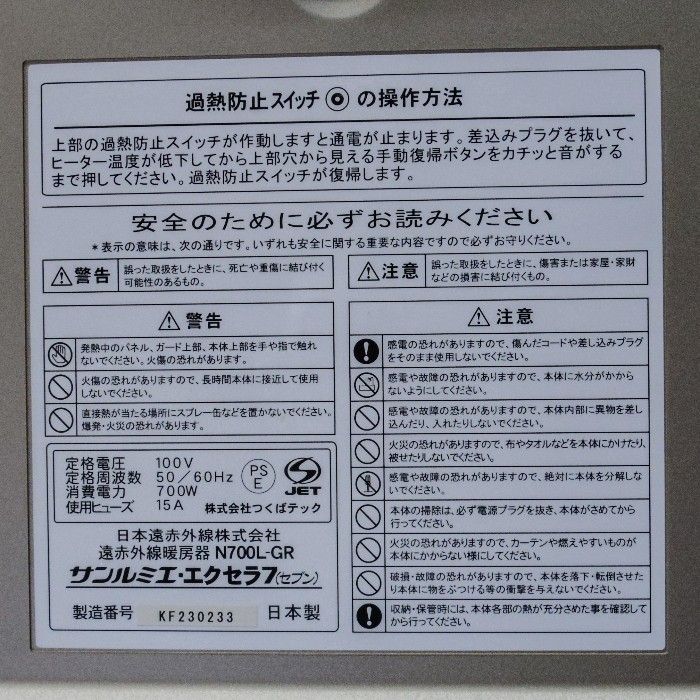 過熱防止スイッチ◎の操作方法
上部の過熱防止スイッチが作動しますと通電が止まります。差込みプラグを抜いて、
ヒーター温度が低下してから上部穴から見える手動復帰ボタンをカチッと音がする
まで押してください。過熱防止スイッチが復帰します。
安全のために必ずお読みください
*表示の意味は、次の通りです。いずれも安全に関する重要な内容ですので必ずお守りください。
警告
誤った取扱をしたときに、死亡や重傷に結び付く
可能性のあるもの。
注意
誤った取扱をしたときに、傷害または家屋・家財
などの損害に結び付くもの。
警告
発熱中のパネル、ガード上部、本体上部を手や指で触れ
ないでください。火傷の恐れがあります。
火傷の恐れがありますので、長時間本体に接近して使用
しないでください。
直接熱が当たる場所にスプレー缶などを置かないでください。
爆発・火災の恐れがあります。
定格電圧 100V
定格周波数 50/60Hz
消費電力 700W
使用ヒューズ 15A
PS
E
JET
株式会社つくばテック
日本遠赤外線株式会社
遠赤外線暖房器 N700L-GR
サンルミエ・エクセラ7(セブン)
製造番号 KF230233 日本製
注意
感電の恐れがありますので、傷んだコードや差し込みプラグ
をそのまま使用しないでください。
感電や故障の恐れがありますので、本体に水分がかから
ないようにしてください。
感電や故障の恐れがありますので、本体内部に異物を差し
込んだり、入れたりしないでください。
火災の恐れがありますので、布やタオルなどを本体にかけたり、
被せたりしないでください。
感電や故障の恐れがありますので、絶対に本体を分解しな
いでください。
本体の掃除は、必ず電源プラグを抜き、本体がさめてから
行ってください。
火災の恐れがありますので、カーテンや燃えやすいものが
本体にかからない様にしてください。
破損・故障の恐れがありますので、本体を落下・転倒させた
り本体に物をぶつける等の衝撃を与えないでください。
収納・保管時には、本体各部の熱が充分さめた事を確認して
から行ってください。